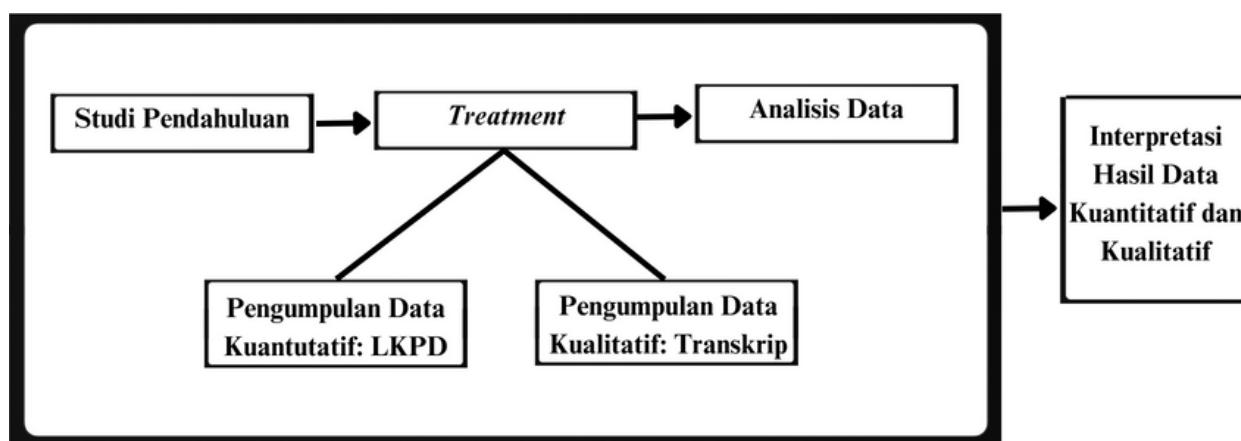 Studi Pendahuluan
Treatment
Analisis Data
Pengumpulan Data
Kuantutatif: LKPD
Pengumpulan Data
Kualitatif: Transkrip
Interpretasi
Hasil Data
Kuantitatif dan
Kualitatif